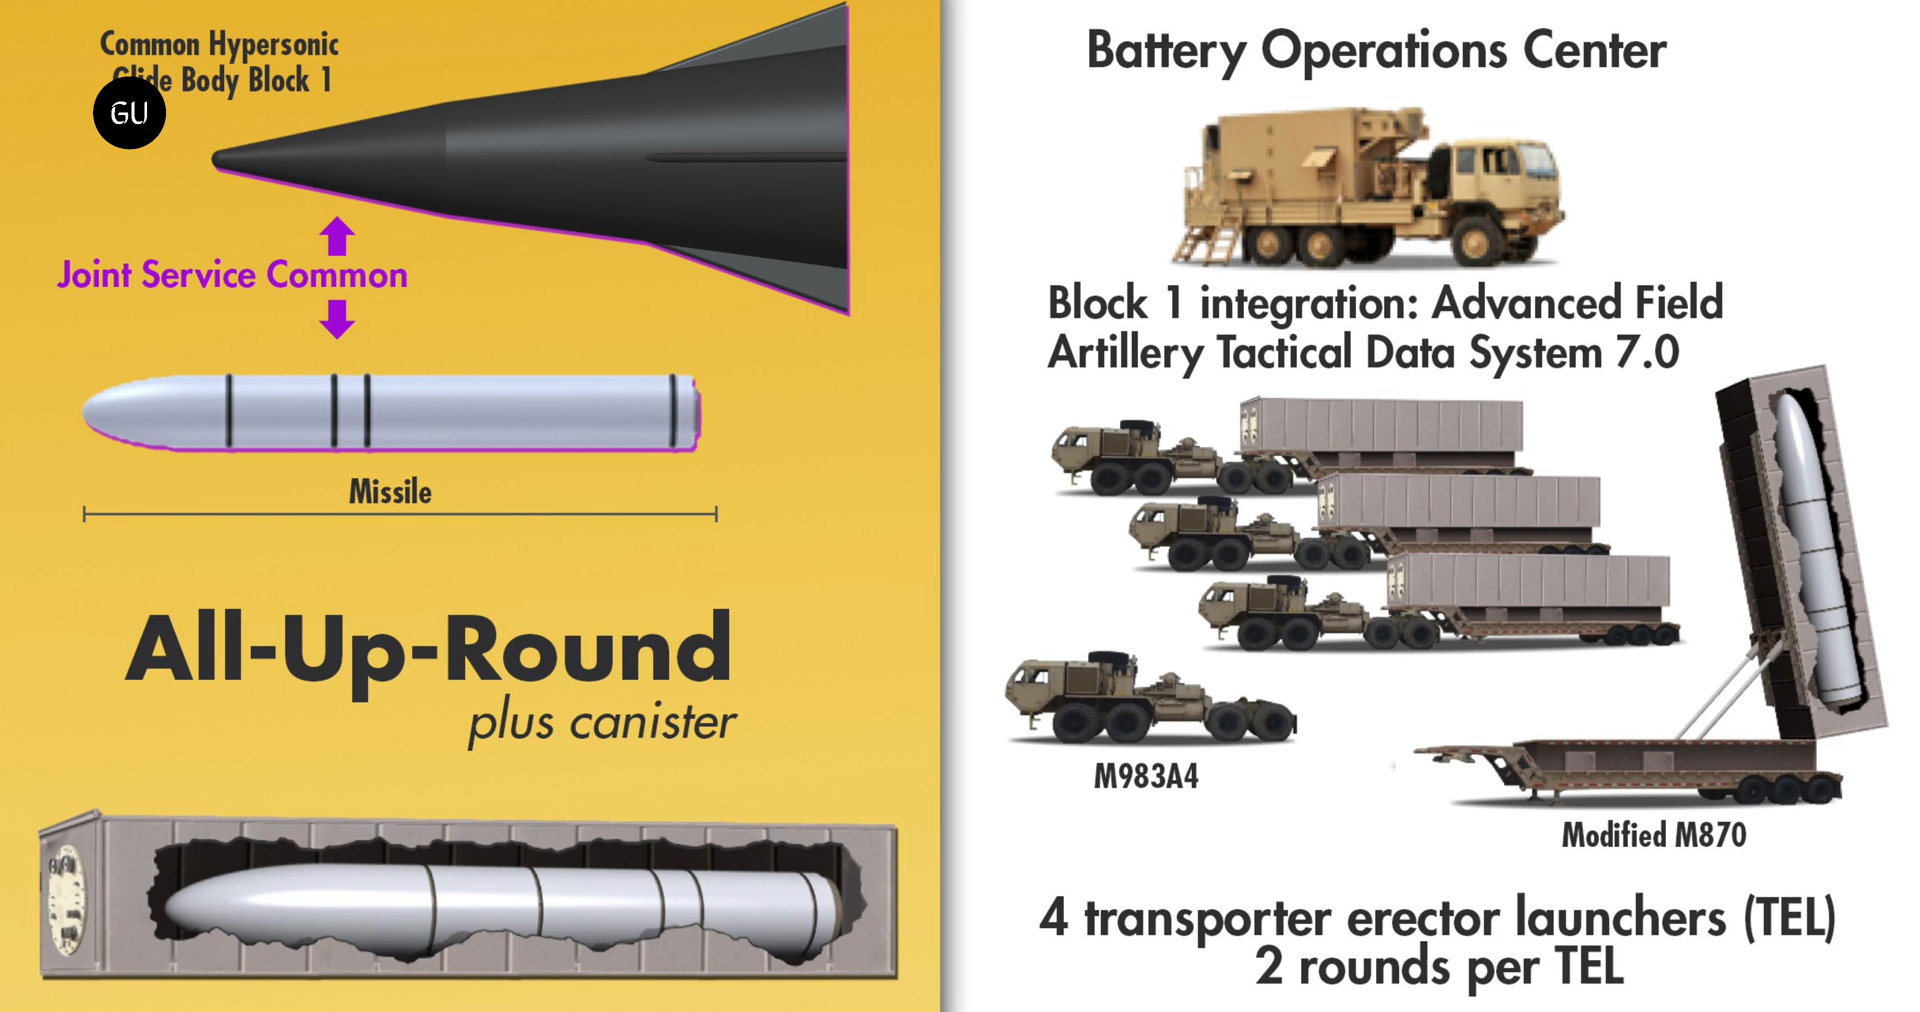 Common Hypersonic
Glide Body Block 1
GU
Joint Service Common
Missile
All-Up-Round
plus canister
Battery Operations Center
Block 1 integration: Advanced Field
Artillery Tactical Data System 7.0
M983A4
Modified M870
4 transporter erector launchers (TEL)
2 rounds per TEL